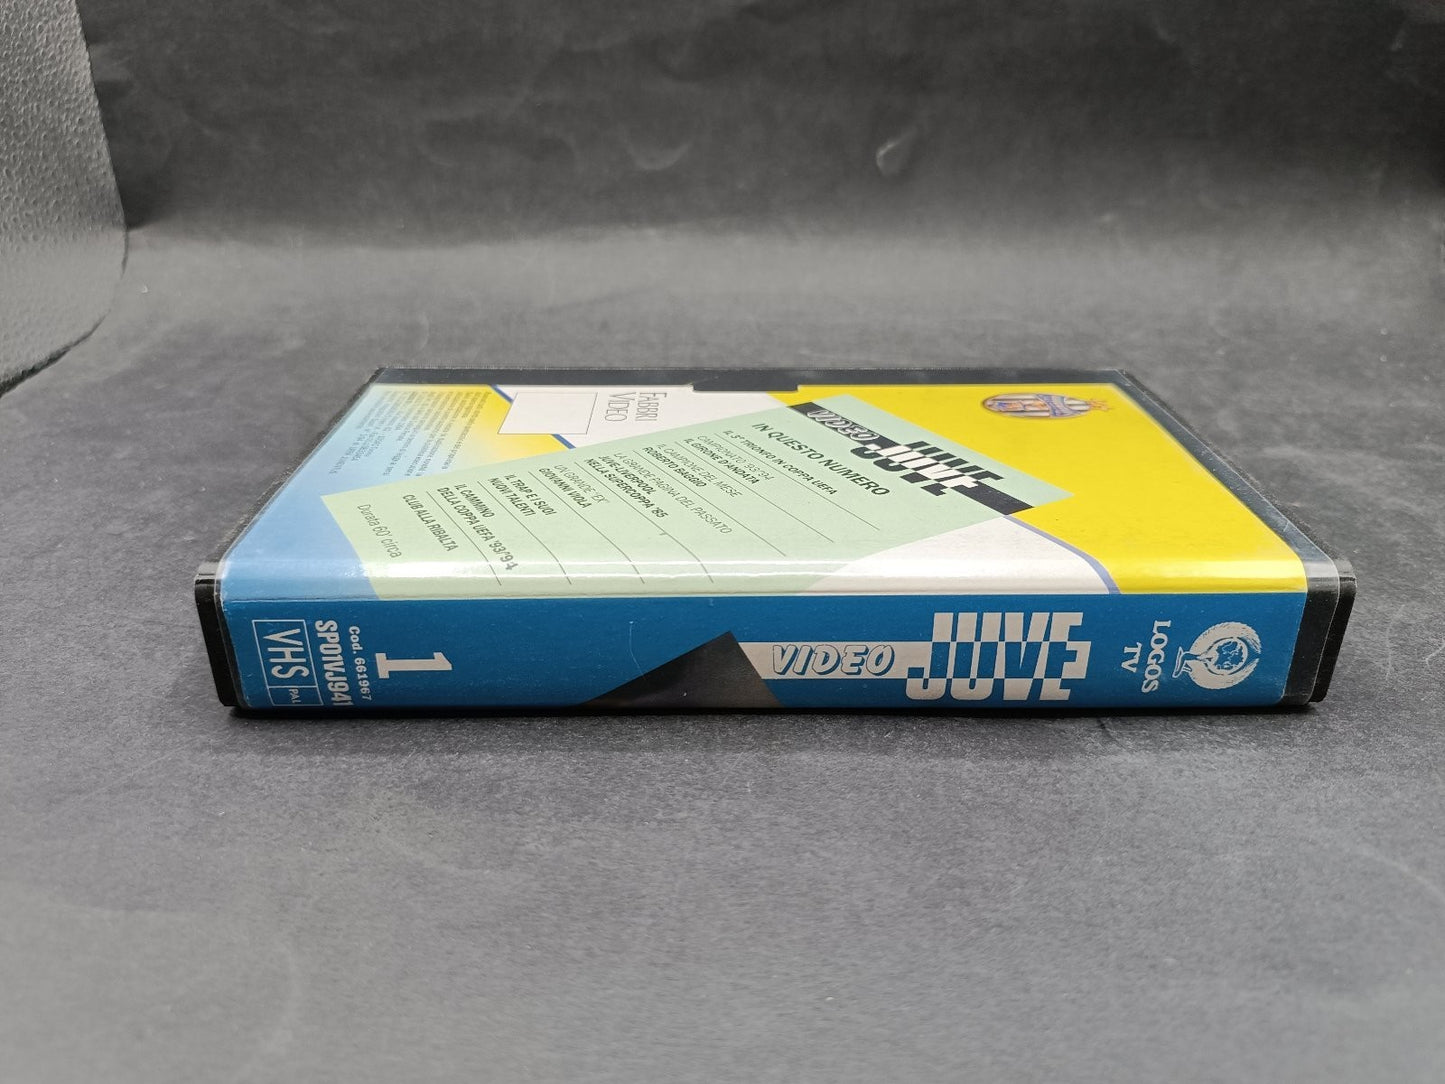 VIDEO
JUVE
IN QUESTO NUMERO
IL 3° TRIONFO IN COPPA UEFA
CAMPIONATO '93/'94
IL GIRONE D'ANDATA
IL CAMPIONE DEL MESE
ROBERTO BAGGIO
LA GRANDE PAGINA DEL PASSATO
JUVE-LIVERPOOL
NELLA SUPERCOPPA '85
UN GRANDE "EX"
GIOVANNI VIOLA
IL TRAP E I SUOI
NUOVI TALENTI
IL CAMMINO
DELLA COPPA UEFA '93/'94
CLUB ALLA RIBALTA
Durata 60' circa
FABBRI
VIDEO
LOGOS
TV
VIDEO
JUVE
1
Cod. 661967
SP01VJ941
VHS
PAL